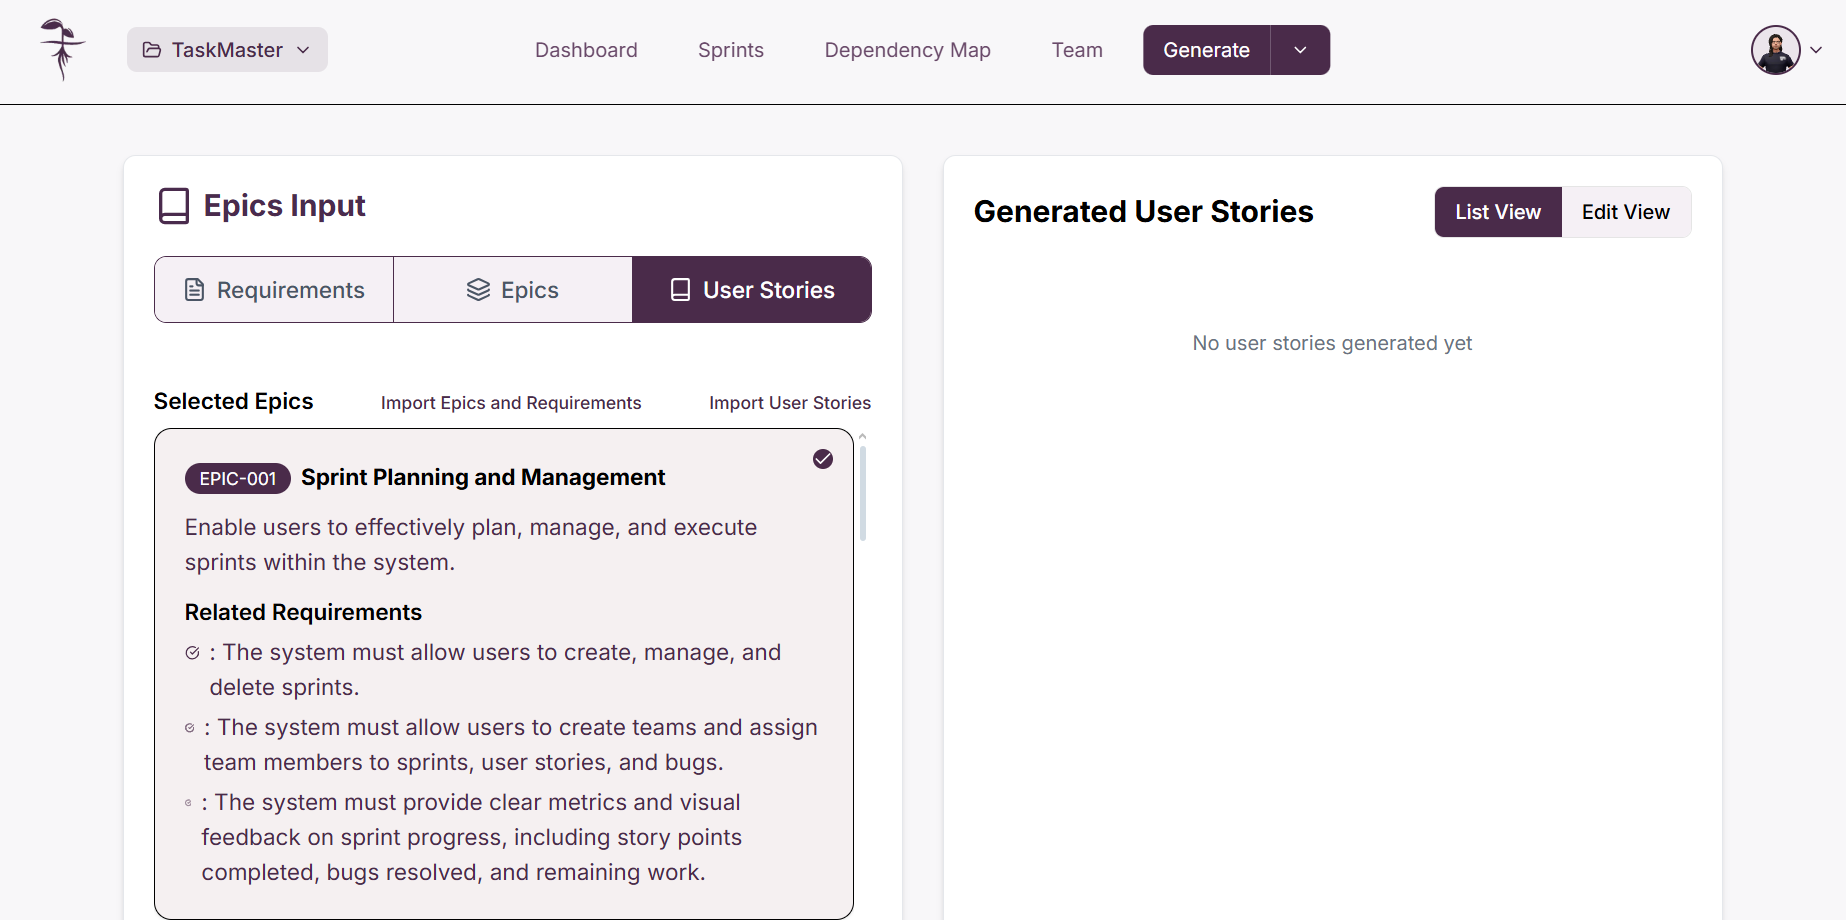 TaskMaster
Dashboard
Sprints
Dependency Map
Team
Generate
Epics Input
Requirements
Epics
User Stories
Selected Epics
Import Epics and Requirements
Import User Stories
EPIC-001 Sprint Planning and Management
Enable users to effectively plan, manage, and execute
sprints within the system.
Related Requirements
: The system must allow users to create, manage, and
delete sprints.
: The system must allow users to create teams and assign
team members to sprints, user stories, and bugs.
: The system must provide clear metrics and visual
feedback on sprint progress, including story points
completed, bugs resolved, and remaining work.
Generated User Stories
List View
Edit View
No user stories generated yet